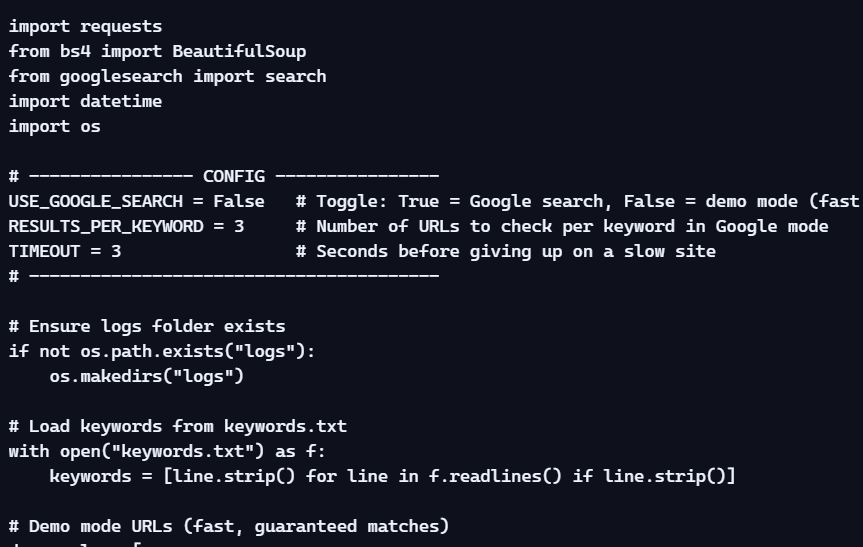 import requests
from bs4 import BeautifulSoup
from googlesearch import search
import datetime
import os
# ---------------- CONFIG ----------------
USE_GOOGLE_SEARCH = False   # Toggle: True = Google search, False = demo mode (fast
RESULTS_PER_KEYWORD = 3     # Number of URLs to check per keyword in Google mode
TIMEOUT = 3                 # Seconds before giving up on a slow site
# ----------------------------------------
# Ensure logs folder exists
if not os.path.exists("logs"):
    os.makedirs("logs")
# Load keywords from keywords.txt
with open("keywords.txt") as f:
    keywords = [line.strip() for line in f.readlines() if line.strip()]
# Demo mode URLs (fast, guaranteed matches)